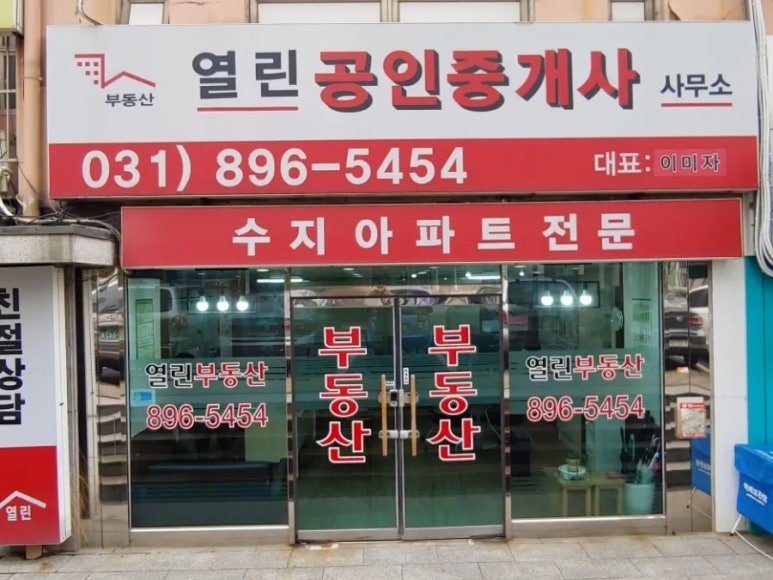 부동산
열린 공인중개사 사무소
031) 896-5454
대표: 이미자
수지아파트 전문
친절상담
열린
열린부동산
896-5454
부동산
부동산
열린부동산
896-5454